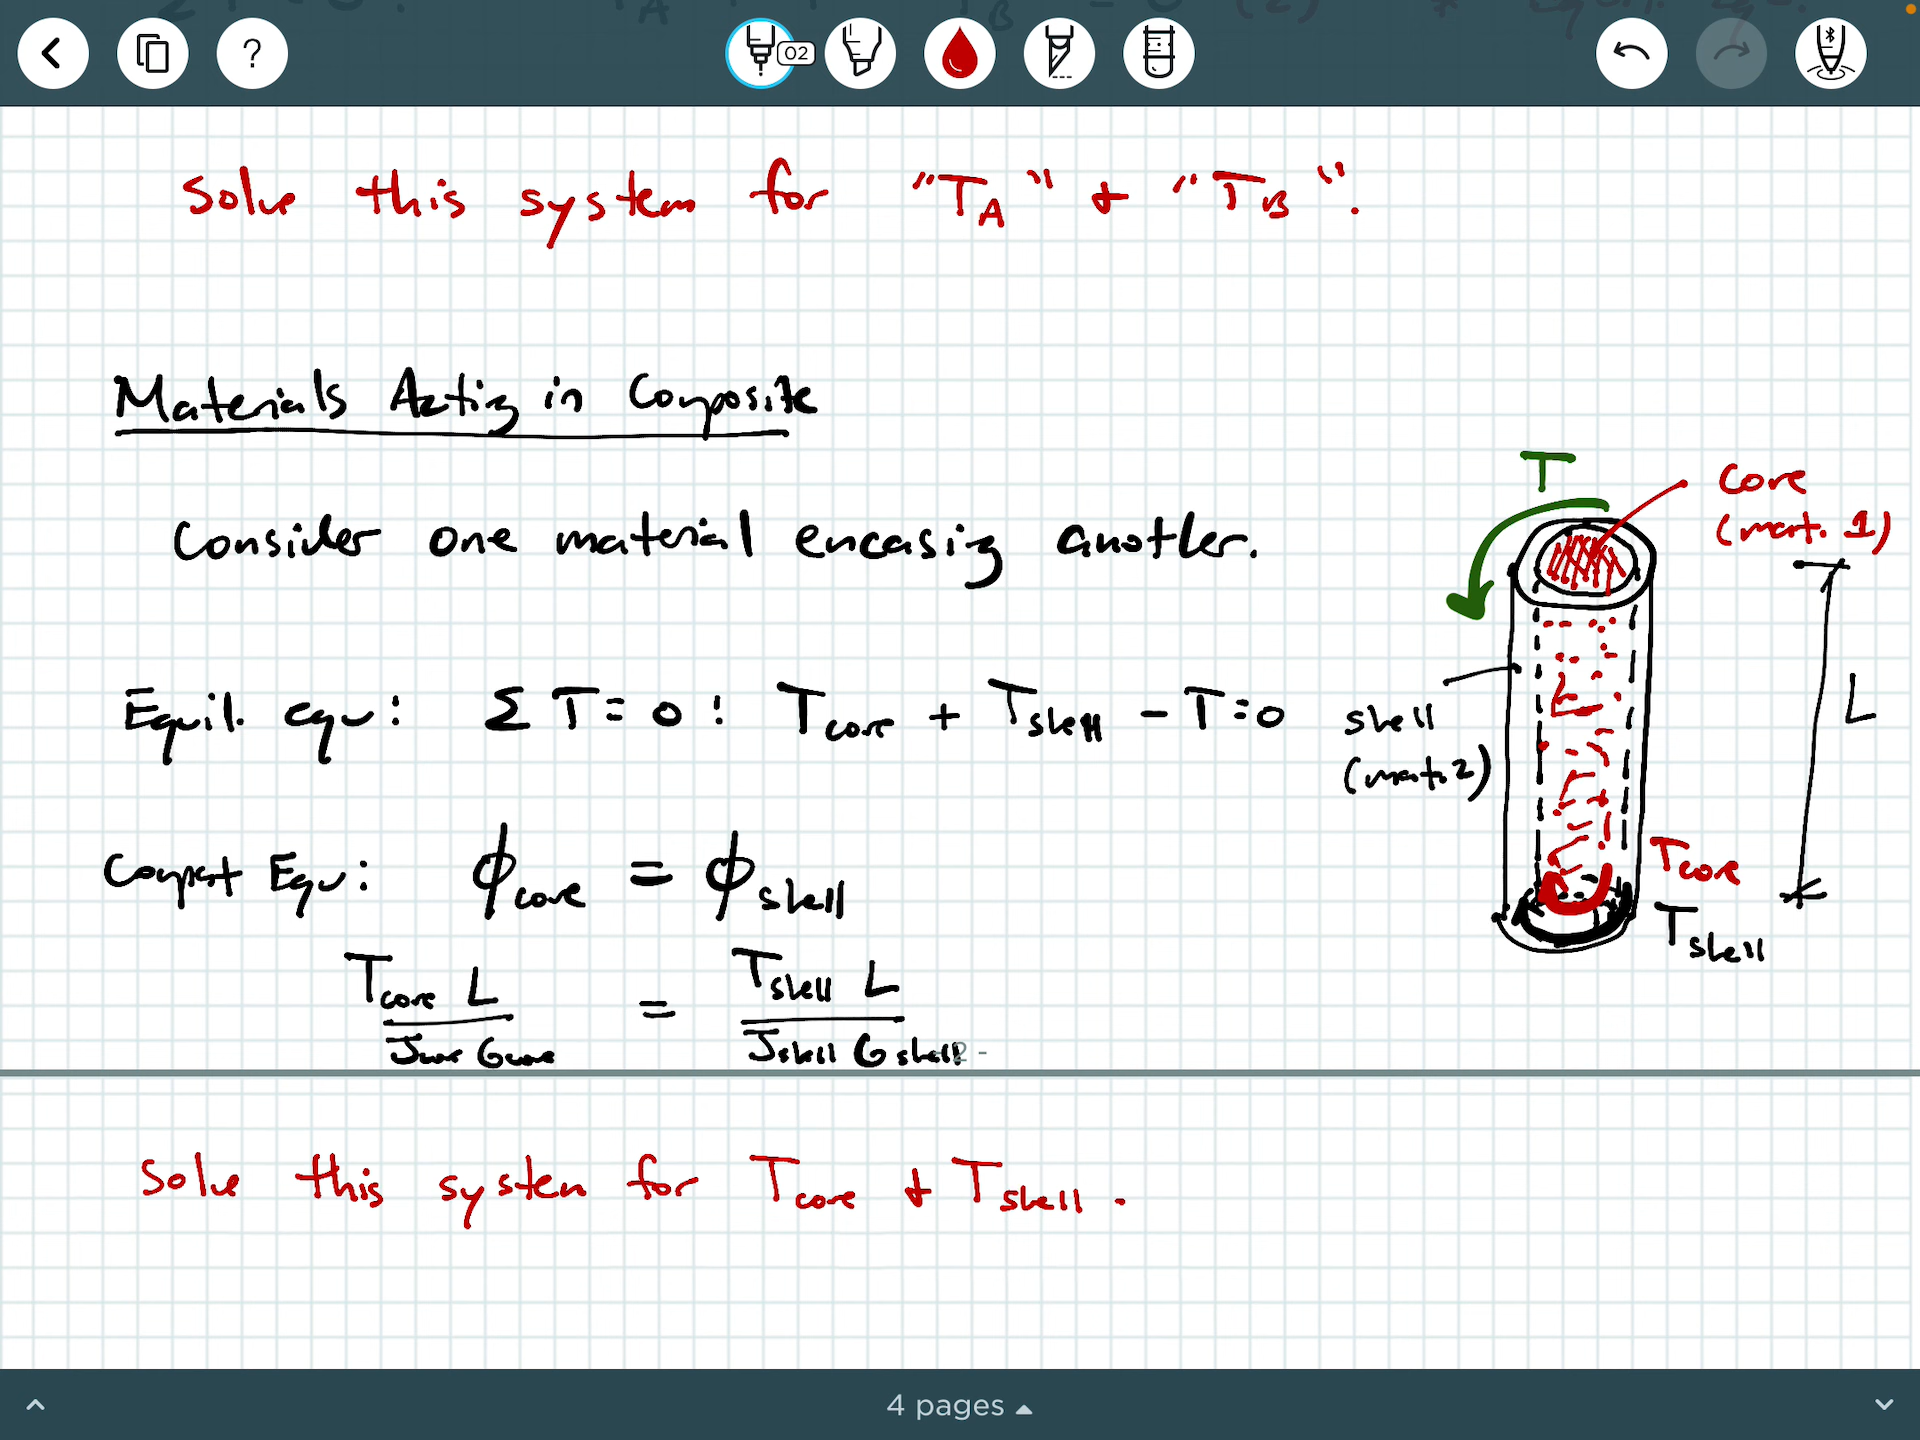 ?
02
Solve this system for "TA" + "TB".
Materials Acting in Composite
Consider one material encasing another.
T
core
(mat. 1)
Equil. equ: Σ T = 0: Tcore + Tshell - T = 0
shell
(mat. 2)
L
Compat Equ: ϕcore = ϕshell
Tcore
Tshell
Tcore L / Jcore Gcore = Tshell L / Jshell Gshell
- 2 -
Solve this system for Tcore + Tshell.
4 pages